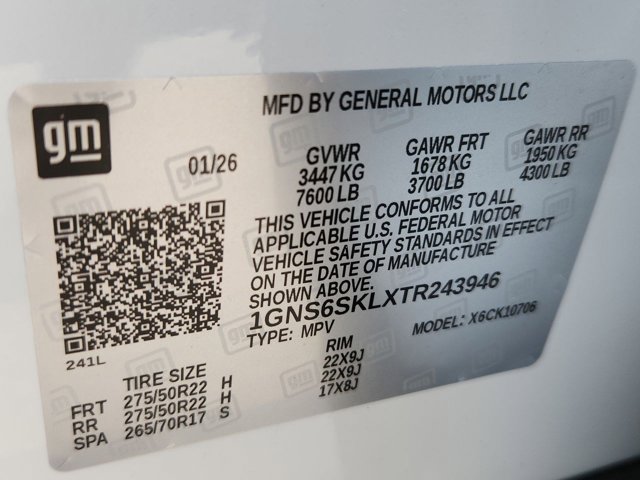 MFD BY GENERAL MOTORS LLC
gm
01/26
GVWR GAWR FRT GAWR RR
3447 KG 1678 KG 1950 KG
7600 LB 3700 LB 4300 LB
THIS VEHICLE CONFORMS TO ALL
APPLICABLE U.S. FEDERAL MOTOR
VEHICLE SAFETY STANDARDS IN EFFECT
ON THE DATE OF MANUFACTURE
SHOWN ABOVE.
1GNS6SKLXTR243946
TYPE: MPV MODEL: X6CK10706
241L
TIRE SIZE RIM
FRT 275/50R22 H 22X9J
RR 275/50R22 H 22X9J
SPA 265/70R17 S 17X8J